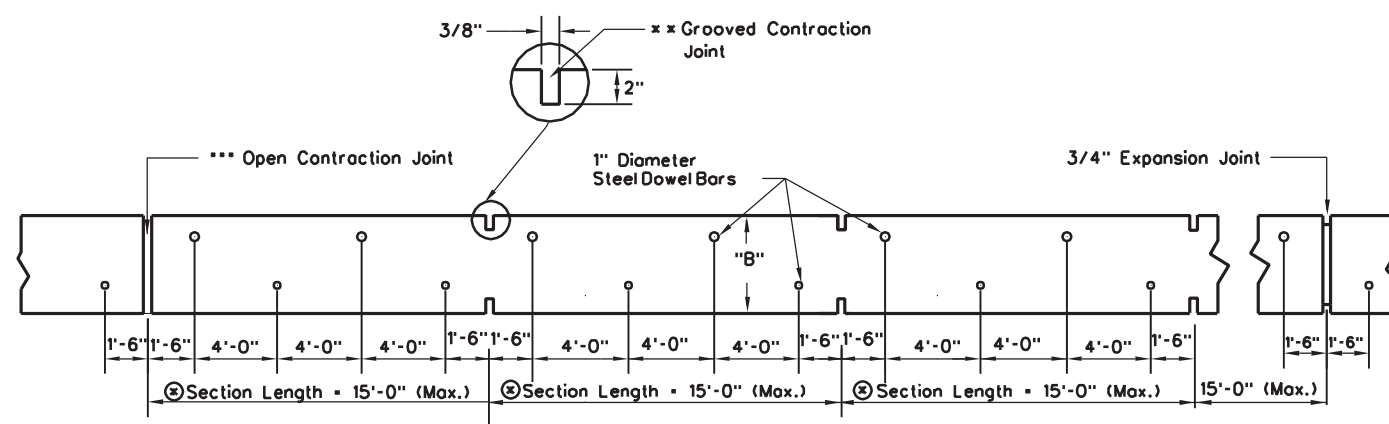 3/8"
** Grooved Contraction
Joint
2"
*** Open Contraction Joint
1" Diameter
Steel Dowel Bars
3/4" Expansion Joint
"B"
1'-6" 1'-6" 4'-0" 4'-0" 4'-0" 1'-6" 1'-6" 4'-0" 4'-0" 4'-0" 1'-6" 1'-6" 4'-0" 4'-0" 4'-0" 1'-6" 1'-6" 1'-6"
⊛ Section Length = 15'-0" (Max.) ⊛ Section Length = 15'-0" (Max.) ⊛ Section Length = 15'-0" (Max.) 15'-0" (Max.)